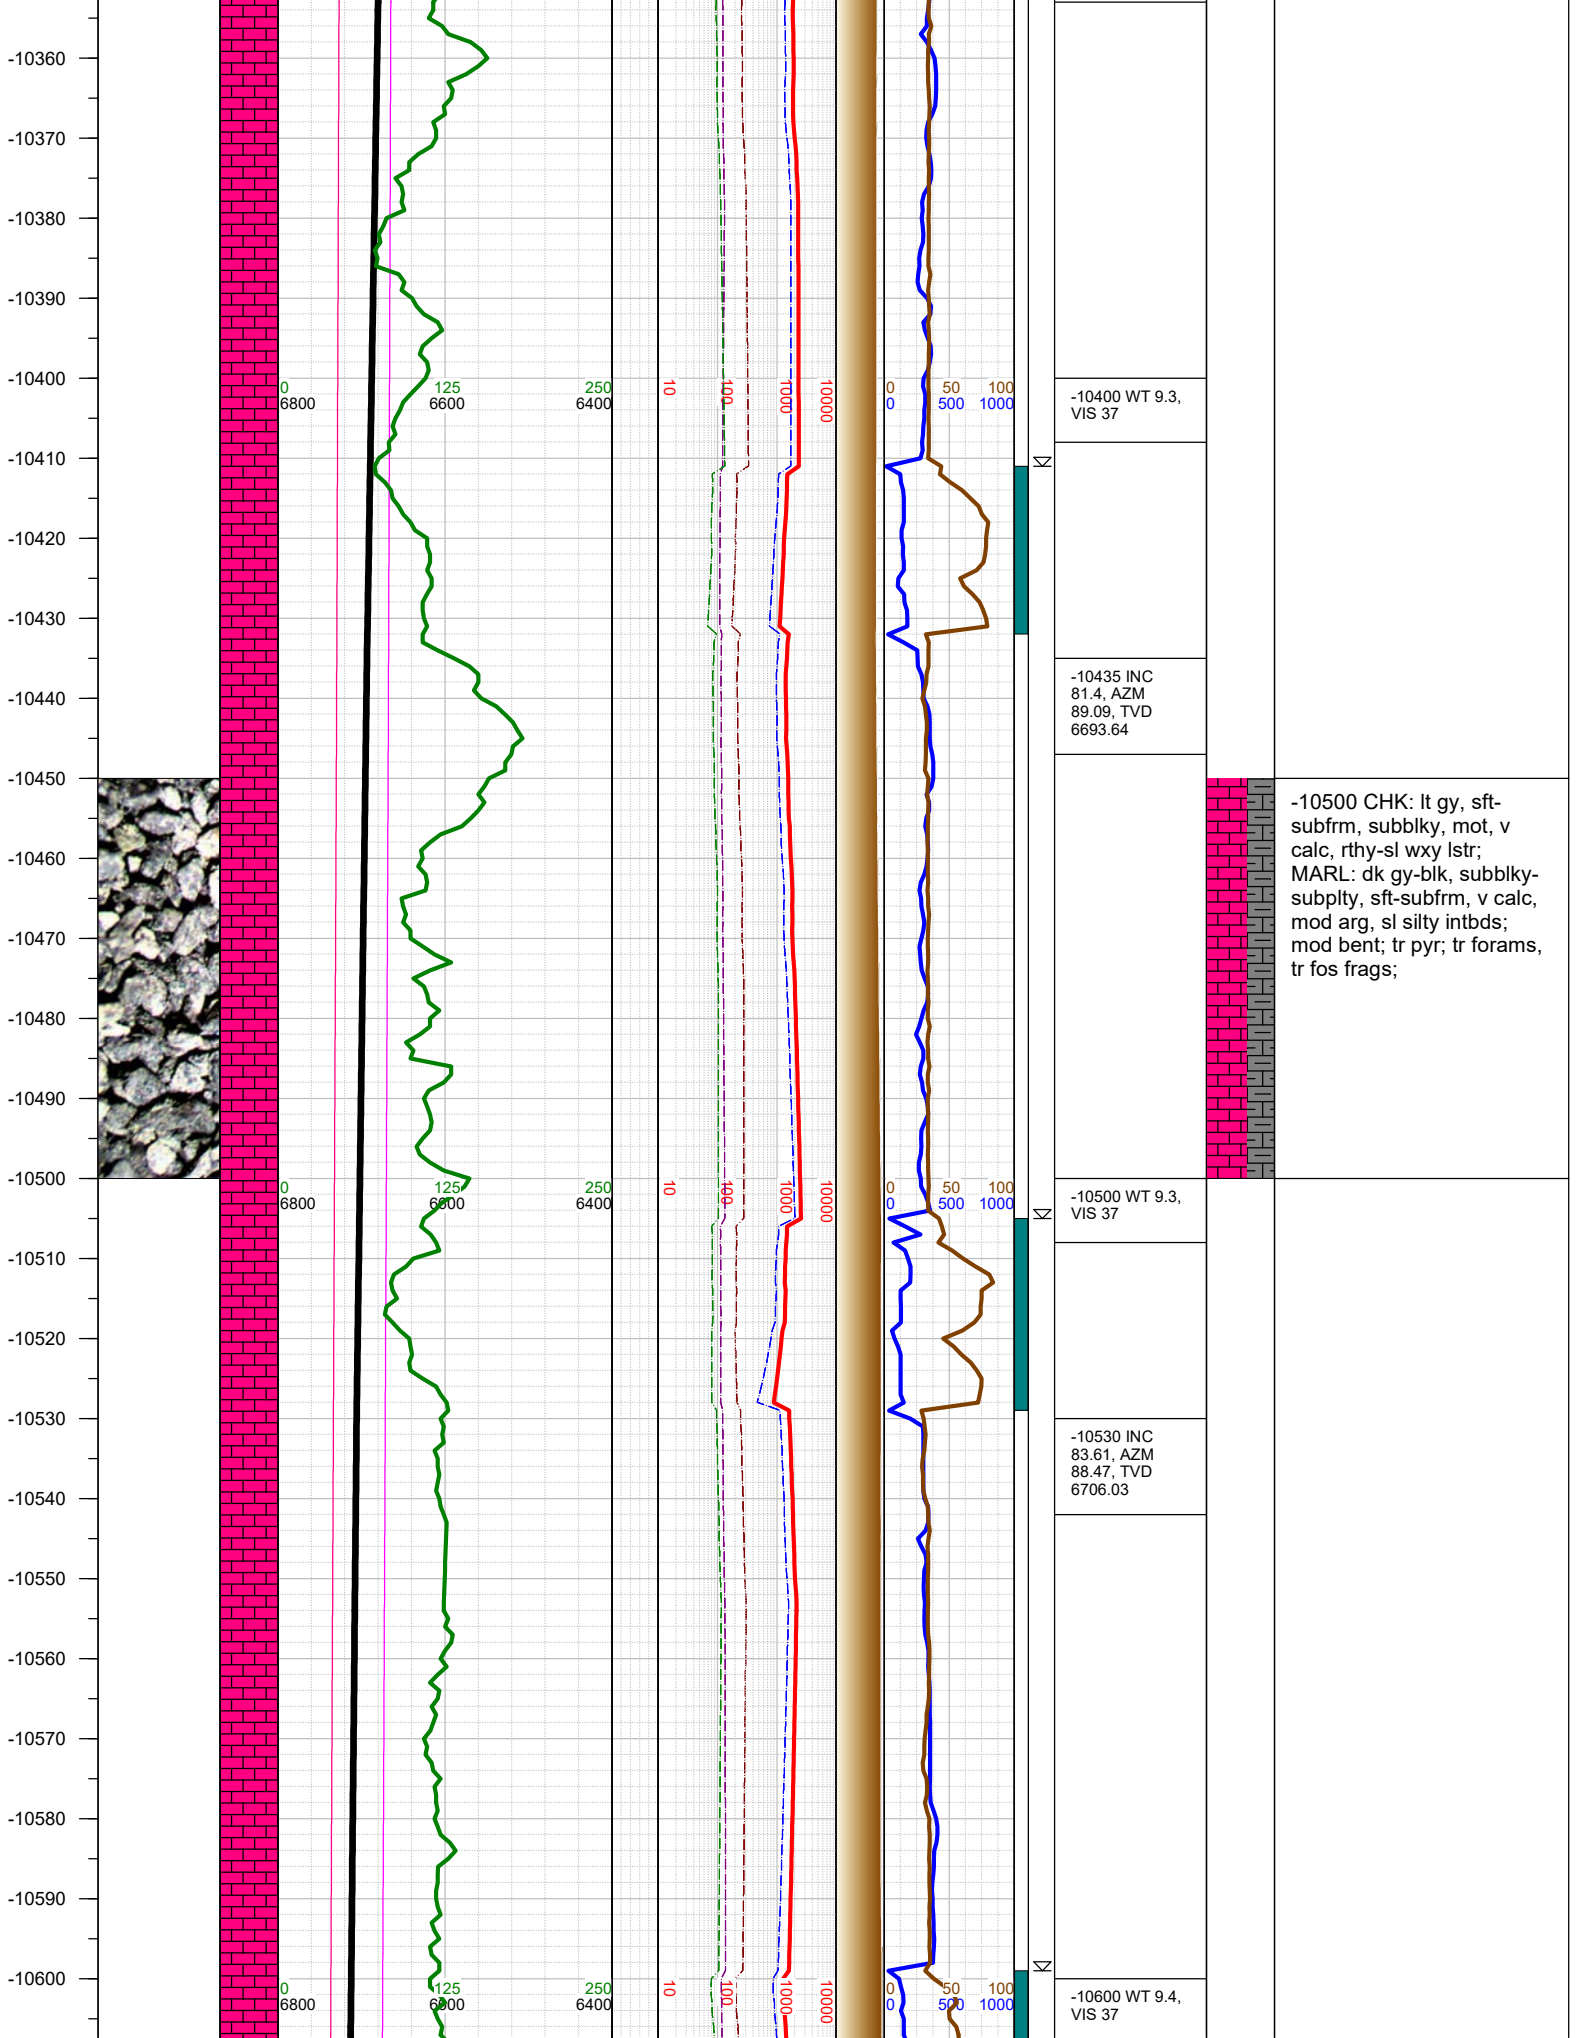 -10360
-10370
-10380
-10390
-10400
0 125 250
6800 6600 6400
10 100 1000 10000
0 50 100
0 500 1000
-10400 WT 9.3,
VIS 37
-10410
-10420
-10430
-10435 INC
81.4, AZM
89.09, TVD
6693.64
-10440
-10450
-10500 CHK: lt gy, sft-
subfrm, subblky, mot, v
calc, rthy-sl wxy lstr;
MARL: dk gy-blk, subblky-
subplty, sft-subfrm, v calc,
mod arg, sl silty intbds;
mod bent; tr pyr; tr forams,
tr fos frags;
-10460
-10470
-10480
-10490
-10500
0 125 250
6800 6600 6400
10 100 1000 10000
0 50 100
0 500 1000
-10500 WT 9.3,
VIS 37
-10510
-10520
-10530
-10530 INC
83.61, AZM
88.47, TVD
6706.03
-10540
-10550
-10560
-10570
-10580
-10590
-10600
0 125 250
6800 6600 6400
10 100 1000 10000
0 50 100
0 500 1000
-10600 WT 9.4,
VIS 37